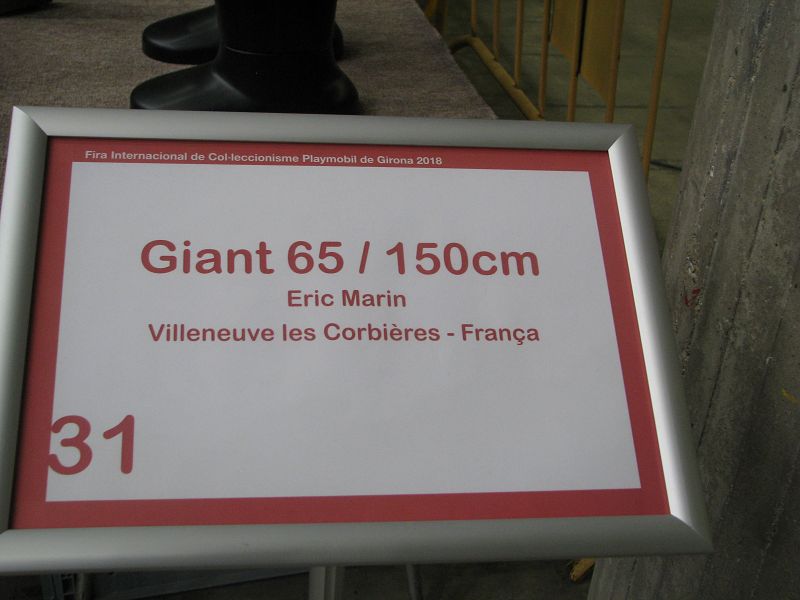 Fira Internacional de Col·leccionisme Playmobil de Girona 2018
Giant 65 / 150cm
Eric Marin
Villeneuve les Corbières - França
31